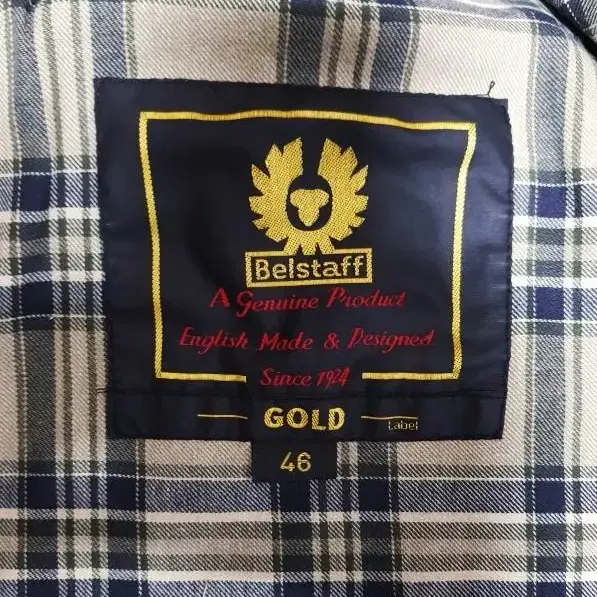 Belstaff
A Genuine Product
English Made & Designed
Since 1924
GOLD
Label
46